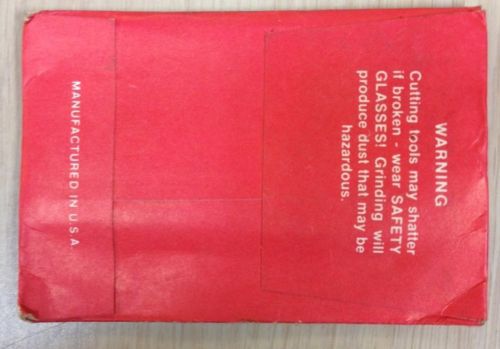 WARNING
Cutting tools may shatter
if broken - wear SAFETY
GLASSES! Grinding will
produce dust that may be
hazardous.
MANUFACTURED IN U.S.A.